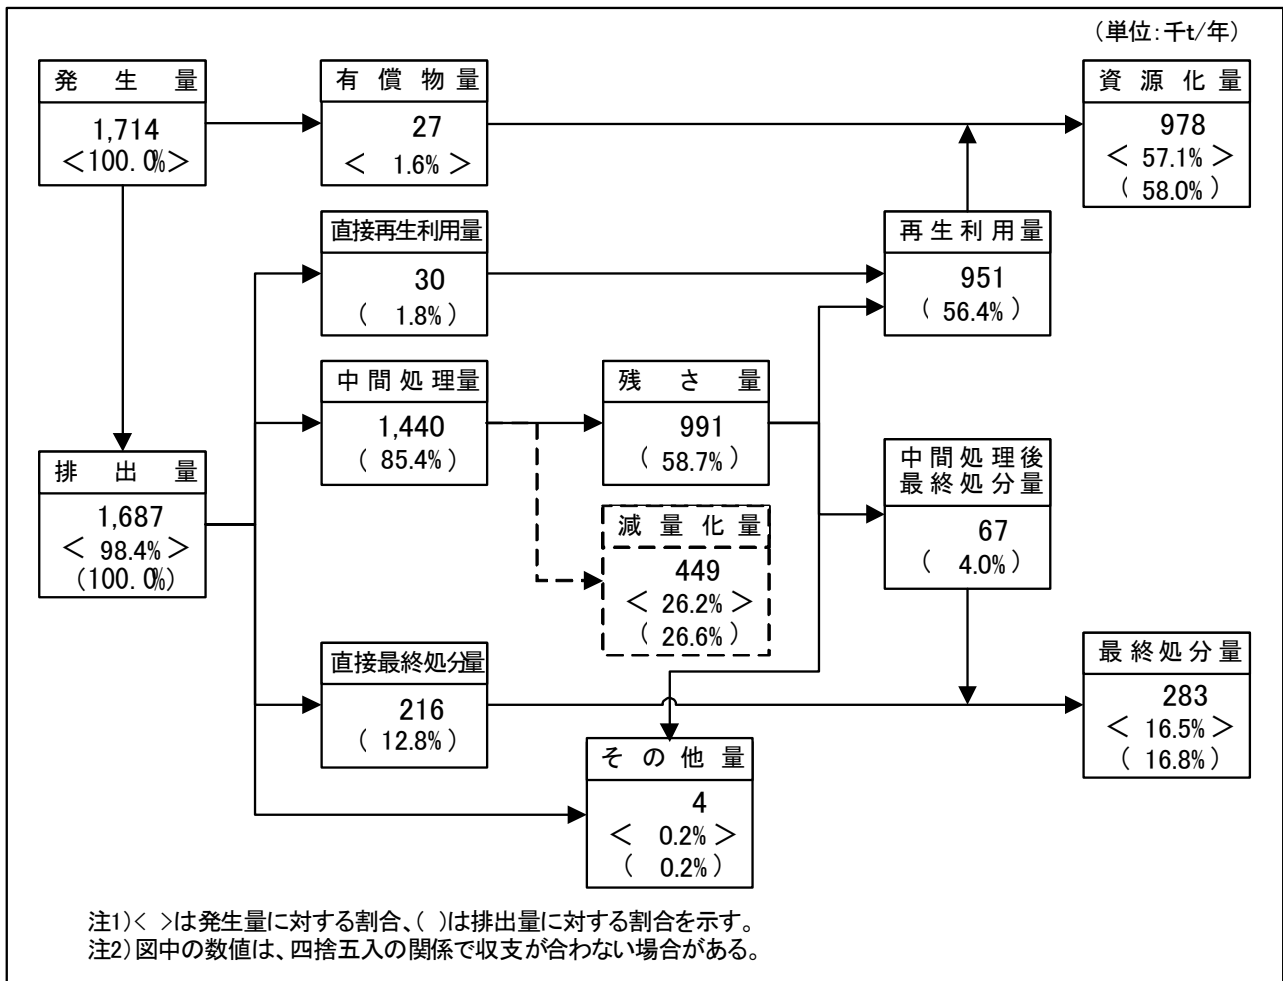 (単位:千t/年)
発生量
1,714
<100.0%>
有償物量
27
< 1.6% >
資源化量
978
< 57.1% >
( 58.0% )
直接再生利用量
30
( 1.8% )
再生利用量
951
( 56.4% )
中間処理量
1,440
( 85.4% )
残さ量
991
( 58.7% )
排出量
1,687
< 98.4% >
(100.0%)
減量化量
449
< 26.2% >
( 26.6% )
中間処理後
最終処分量
67
( 4.0% )
直接最終処分量
216
( 12.8% )
最終処分量
283
< 16.5% >
( 16.8% )
その他量
4
< 0.2% >
( 0.2% )
注1)< >は発生量に対する割合、( )は排出量に対する割合を示す。
注2)図中の数値は、四捨五入の関係で収支が合わない場合がある。